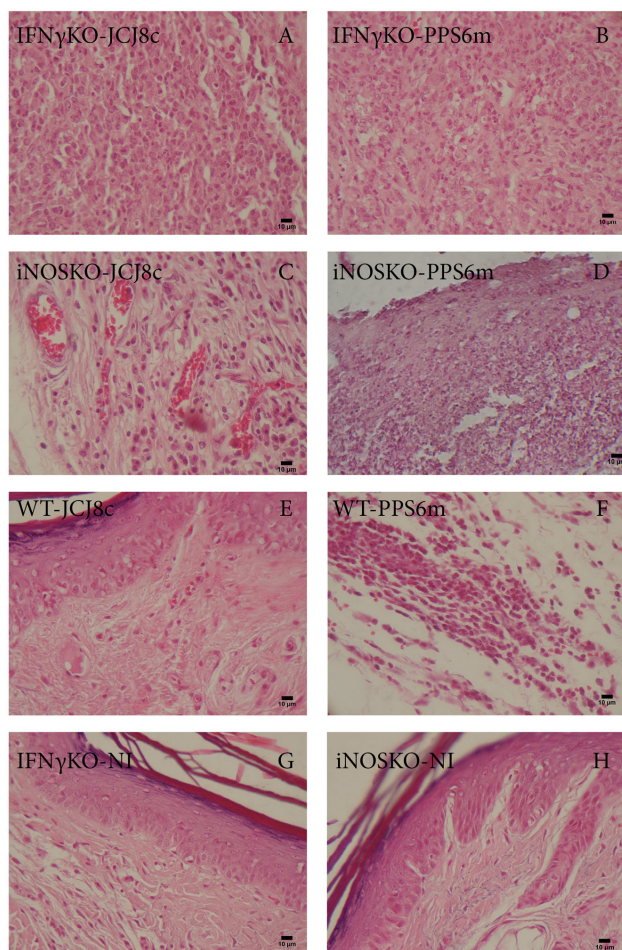 IFNγKO-JCJ8c A
10 µm
IFNγKO-PPS6m B
10 µm
iNOSKO-JCJ8c C
10 µm
iNOSKO-PPS6m D
10 µm
WT-JCJ8c E
10 µm
WT-PPS6m F
10 µm
IFNγKO-NI G
10 µm
iNOSKO-NI H
10 µm